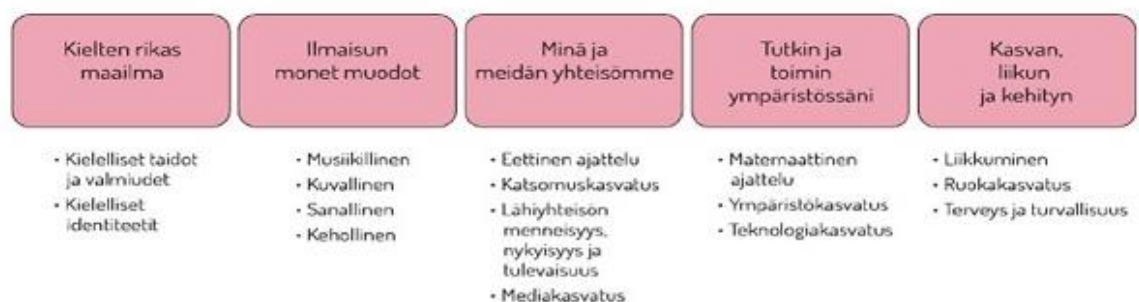 Kielten rikas
maailma
Ilmaisun
monet muodot
Minä ja
meidän yhteisömme
Tutkin ja
toimin
ympäristössäni
Kasvan,
liikun
ja kehityn
• Kielelliset taidot
ja valmiudet
• Kielelliset
identiteetit
• Musiikillinen
• Kuvallinen
• Sanallinen
• Kehollinen
• Eettinen ajattelu
• Katsomuskasvatus
• Lähiyhteisön
menneisyys,
nykyisyys ja
tulevaisuus
• Mediakasvatus
• Matemaattinen
ajattelu
• Ympäristökasvatus
• Teknologiakasvatus
• Liikkuminen
• Ruokakasvatus
• Terveys ja turvallisuus